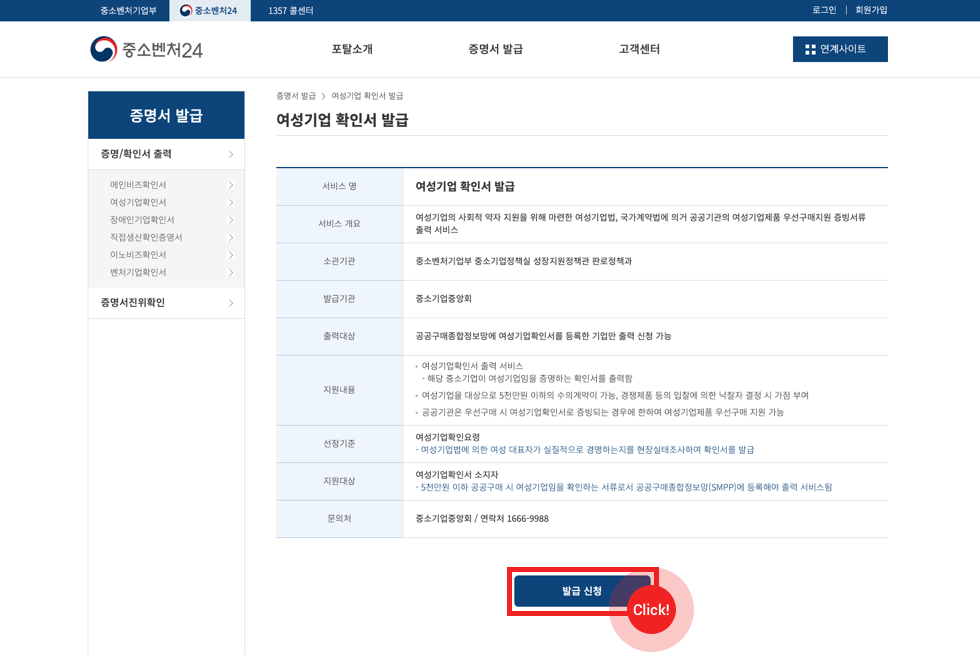 중소벤처기업부
중소벤처24
1357 콜센터
로그인 | 회원가입
중소벤처24
포탈소개
증명서 발급
고객센터
연계사이트
증명서 발급
증명/확인서 출력
메인비즈확인서
여성기업확인서
장애인기업확인서
직접생산확인증명서
이노비즈확인서
벤처기업확인서
증명서진위확인
증명서 발급 > 여성기업 확인서 발급
여성기업 확인서 발급
서비스 명
여성기업 확인서 발급
서비스 개요
여성기업의 사회적 약자 지원을 위해 마련한 여성기업법, 국가계약법에 의거 공공기관의 여성기업제품 우선구매지원 증빙서류
출력 서비스
소관기관
중소벤처기업부 중소기업정책실 성장지원정책관 판로정책과
발급기관
중소기업중앙회
출력대상
공공구매종합정보망에 여성기업확인서를 등록한 기업만 출력 신청 가능
지원내용
- 여성기업확인서 출력 서비스
- 해당 중소기업이 여성기업임을 증명하는 확인서를 출력함
- 여성기업을 대상으로 5천만원 이하의 수의계약이 가능, 경쟁제품 등의 입찰에 의한 낙찰자 결정 시 가점 부여
- 공공기관은 우선구매 시 여성기업확인서로 증빙되는 경우에 한하여 여성기업제품 우선구매 지원 가능
선정기준
여성기업확인요령
- 여성기업법에 의한 여성 대표자가 실질적으로 경영하는지를 현장실태조사하여 확인서를 발급
지원대상
여성기업확인서 소지자
- 5천만원 이하 공공구매 시 여성기업임을 확인하는 서류로서 공공구매종합정보망(SMPP)에 등록해야 출력 서비스됨
문의처
중소기업중앙회 / 연락처 1666-9988
발급 신청
Click!